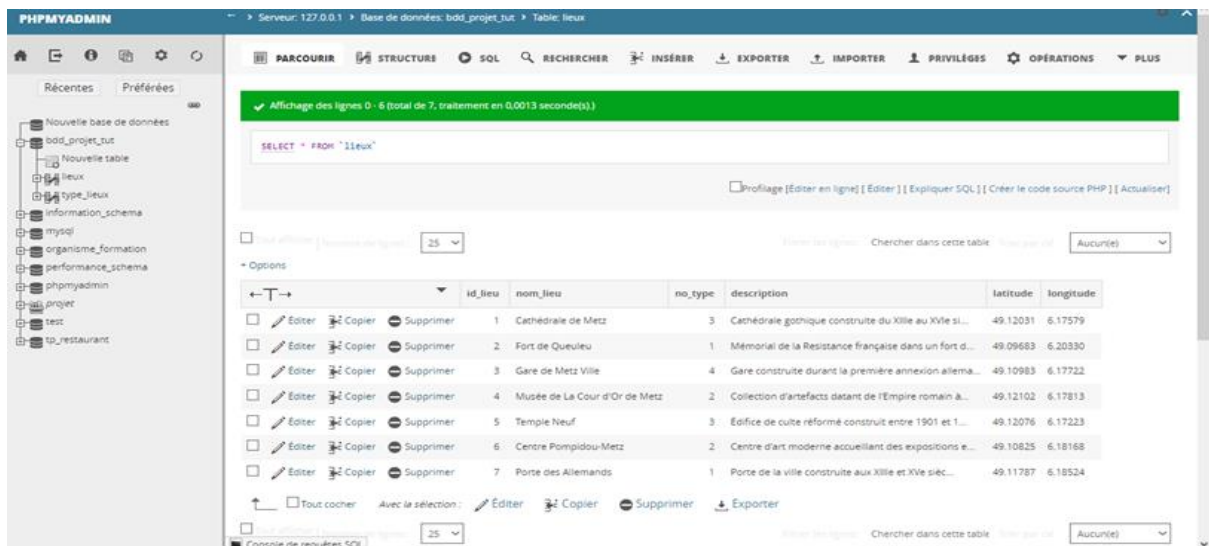 PHPMYADMIN
← > Serveur: 127.0.0.1 > Base de données: bdd_projet_tut > Table: lieux
PARCOURIR STRUCTURE SQL RECHERCHER INSÉRER EXPORTER IMPORTER PRIVILÈGES OPÉRATIONS PLUS
Récentes Préférées
Nouvelle base de données
bdd_projet_tut
Nouvelle table
lieux
type_lieux
information_schema
mysql
organisme_formation
performance_schema
phpmyadmin
projet
test
tp_restaurant
Affichage des lignes 0 - 6 (total de 7, traitement en 0,0013 seconde(s).)
SELECT * FROM `lieux`
Profilage [Éditer en ligne] [ Éditer ] [ Expliquer SQL ] [ Créer le code source PHP ] [ Actualiser]
25 Chercher dans cette table Aucun(e)
+ Options
←T→ id_lieu nom_lieu no_type description latitude longitude
Éditer Copier Supprimer 1 Cathédrale de Metz 3 Cathédrale gothique construite du XIIIe au XVIe si... 49.12031 6.17579
Éditer Copier Supprimer 2 Fort de Queuleu 1 Mémorial de la Resistance française dans un fort d... 49.09683 6.20330
Éditer Copier Supprimer 3 Gare de Metz Ville 4 Gare construite durant la première annexion allema... 49.10983 6.17722
Éditer Copier Supprimer 4 Musée de La Cour d'Or de Metz 2 Collection d'artefacts datant de l'Empire romain à... 49.12102 6.17813
Éditer Copier Supprimer 5 Temple Neuf 3 Edifice de culte réformé construit entre 1901 et 1... 49.12076 6.17223
Éditer Copier Supprimer 6 Centre Pompidou-Metz 2 Centre d'art moderne accueillant des expositions e... 49.10825 6.18168
Éditer Copier Supprimer 7 Porte des Allemands 1 Porte de la ville construite aux XIIIe et XVe sièc... 49.11787 6.18524
Tout cocher Avec la sélection : Éditer Copier Supprimer Exporter
25 Chercher dans cette table Aucun(e)
Console de requêtes SQL